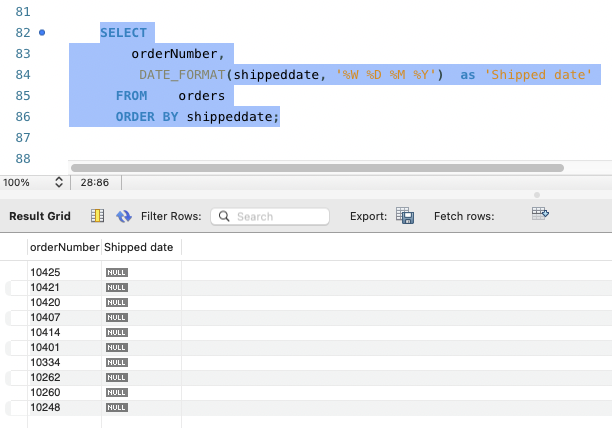 81
82 SELECT
83 orderNumber,
84 DATE_FORMAT(shippeddate, '%W %D %M %Y') as 'Shipped date'
85 FROM orders
86 ORDER BY shippeddate;
87
88
100% 28:86
Result Grid Filter Rows: Search Export: Fetch rows:
orderNumber Shipped date
10425 NULL
10421 NULL
10420 NULL
10407 NULL
10414 NULL
10401 NULL
10334 NULL
10262 NULL
10260 NULL
10248 NULL